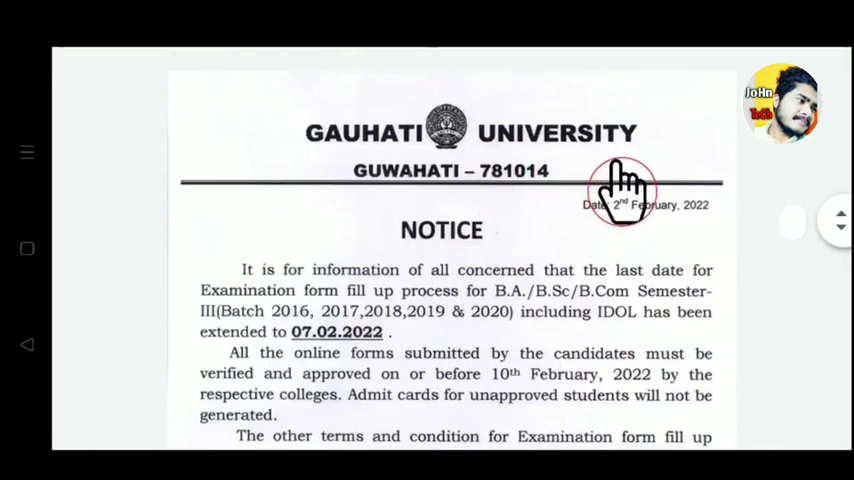 JoHn
TeCh
GAUHATI UNIVERSITY
GUWAHATI – 781014
Date: 2nd February, 2022
NOTICE
It is for information of all concerned that the last date for
Examination form fill up process for B.A./B.Sc/B.Com Semester-
III(Batch 2016, 2017,2018,2019 & 2020) including IDOL has been
extended to 07.02.2022 .
All the online forms submitted by the candidates must be
verified and approved on or before 10th February, 2022 by the
respective colleges. Admit cards for unapproved students will not be
generated.
The other terms and condition for Examination form fill up